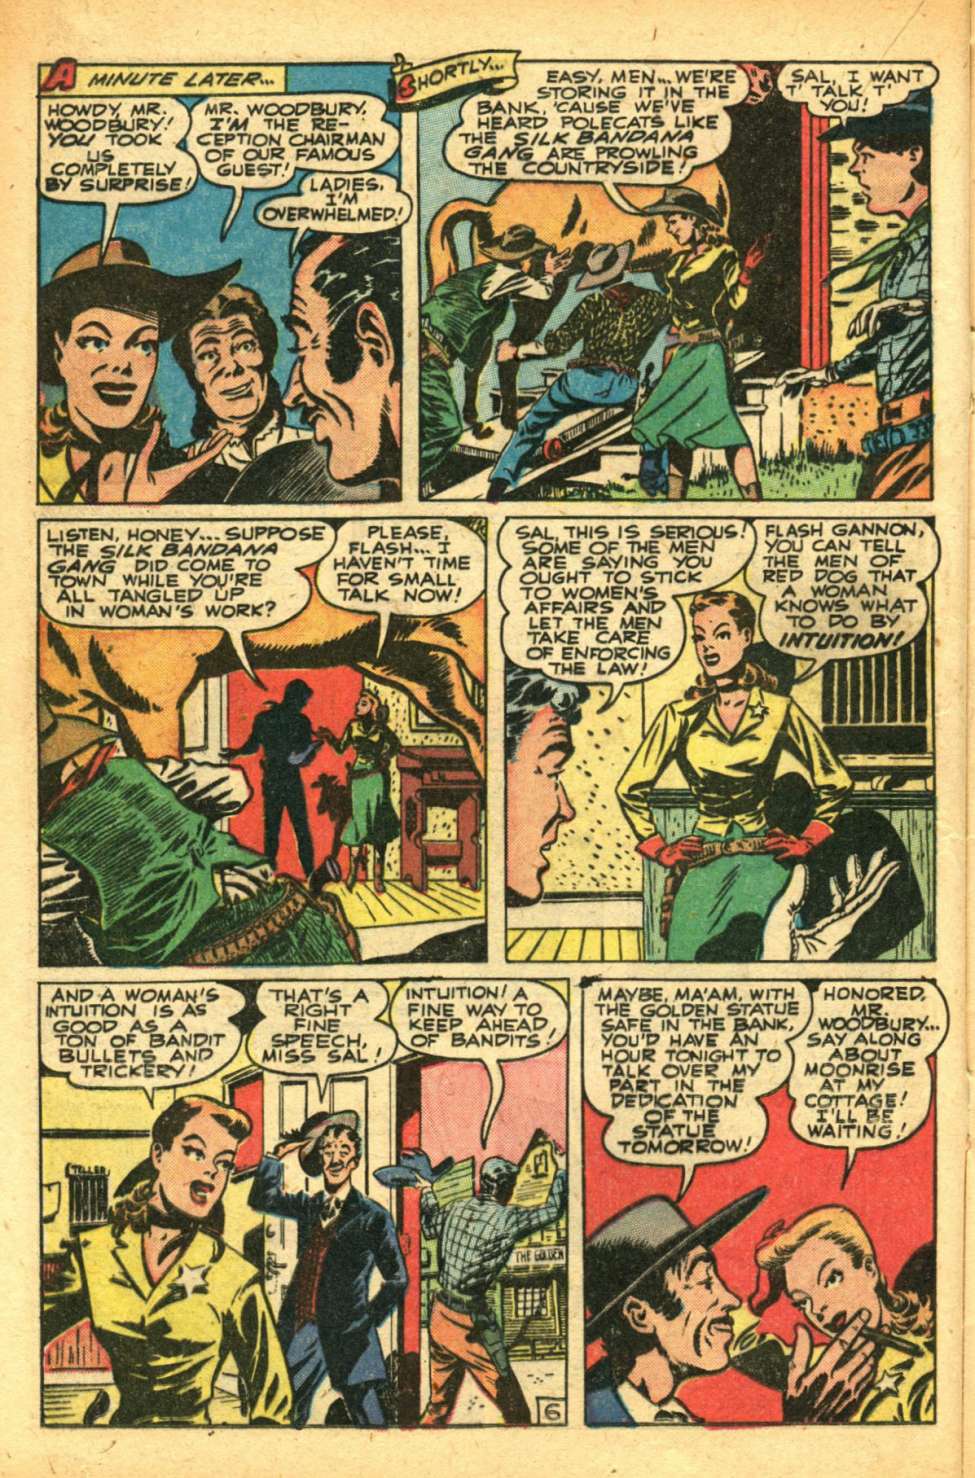 A MINUTE LATER...
HOWDY, MR.
WOODBURY!
YOU TOOK
US
COMPLETELY
BY SURPRISE!
MR. WOODBURY.
I'M THE RE-
CEPTION CHAIRMAN
OF OUR FAMOUS
GUEST!
LADIES,
I'M
OVERWHELMED!
SHORTLY...
EASY, MEN... WE'RE
STORING IT IN THE
BANK, 'CAUSE WE'VE
HEARD POLECATS LIKE
THE SILK BANDANA
GANG ARE PROWLING
THE COUNTRYSIDE!
SAL, I WANT
T' TALK T'
YOU!
LISTEN, HONEY... SUPPOSE
THE SILK BANDANA
GANG DID COME TO
TOWN WHILE YOU'RE
ALL TANGLED UP
IN WOMAN'S WORK?
PLEASE,
FLASH... I
HAVEN'T TIME
FOR SMALL
TALK NOW!
SAL, THIS IS SERIOUS!
SOME OF THE MEN
ARE SAYING YOU
OUGHT TO STICK
TO WOMEN'S
AFFAIRS AND
LET THE MEN
TAKE CARE
OF ENFORCING
THE LAW!
FLASH GANNON,
YOU CAN TELL
THE MEN OF
RED DOG THAT
A WOMAN
KNOWS WHAT
TO DO BY
INTUITION!
AND A WOMAN'S
INTUITION IS AS
GOOD AS A
TON OF BANDIT
BULLETS AND
TRICKERY!
THAT'S A
RIGHT
FINE
SPEECH,
MISS SAL!
INTUITION! A
FINE WAY TO
KEEP AHEAD
OF BANDITS!
TELLER
THE GOLDEN
6
MAYBE, MA'AM, WITH
THE GOLDEN STATUE
SAFE IN THE BANK,
YOU'D HAVE AN
HOUR TONIGHT TO
TALK OVER MY
PART IN THE
DEDICATION
OF THE
STATUE
TOMORROW!
HONORED,
MR.
WOODBURY...
SAY ALONG
ABOUT
MOONRISE
AT MY
COTTAGE!
I'LL BE
WAITING!